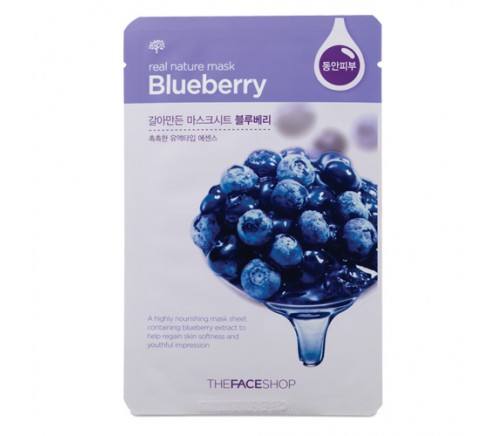 real nature mask
Blueberry
동안피부
갈아만든 마스크시트 블루베리
촉촉한 유액타입 에센스
A highly nourishing mask sheet
containing blueberry extract to
help regain skin softness and
youthful impression
THEFACESHOP